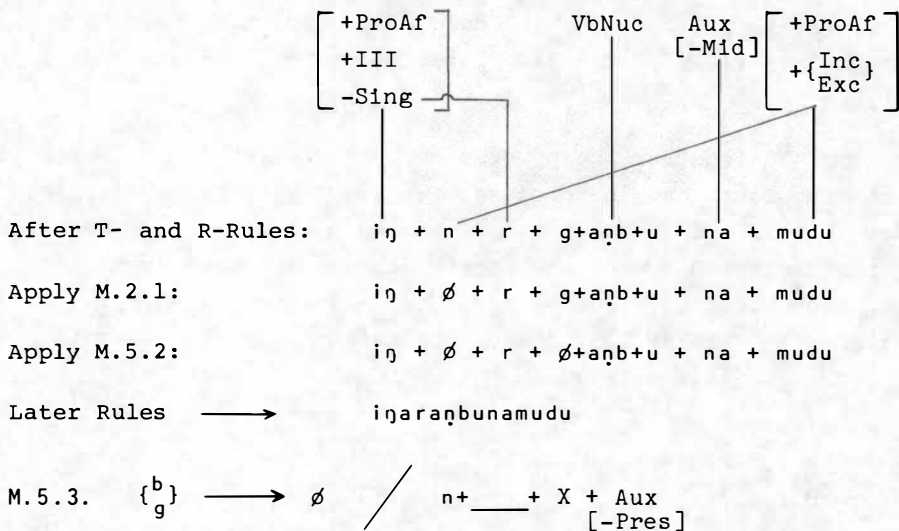 +ProAf VbNuc Aux +ProAf
+III [-Mid] +{Inc
-Sing Exc}
After T- and R-Rules: iŋ + n + r + g+aṇb+u + na + mudu
Apply M.2.1: iŋ + ø + r + g+aṇb+u + na + mudu
Apply M.5.2: iŋ + ø + r + ø+aṇb+u + na + mudu
Later Rules ⟶ iŋaraṇbunamudu
M.5.3. {b g} ⟶ ø / n+____+ X + Aux
[-Pres]